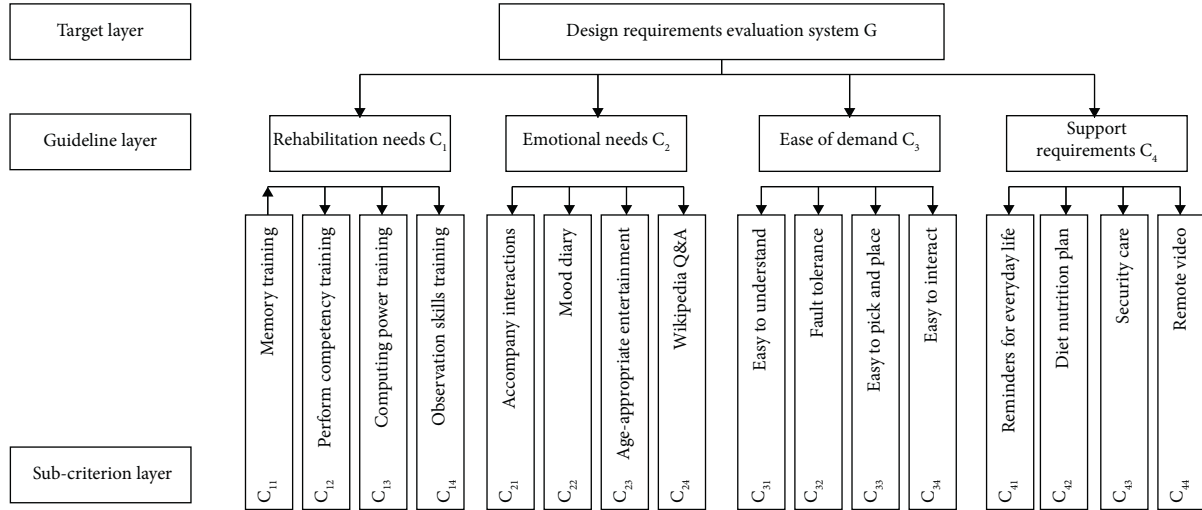 Target layer
Design requirements evaluation system G
Guideline layer
Rehabilitation needs C₁
Emotional needs C₂
Ease of demand C₃
Support
requirements C₄
Sub-criterion layer
C₁₁ Memory training
C₁₂ Perform competency training
C₁₃ Computing power training
C₁₄ Observation skills training
C₂₁ Accompany interactions
C₂₂ Mood diary
C₂₃ Age-appropriate entertainment
C₂₄ Wikipedia Q&A
C₃₁ Easy to understand
C₃₂ Fault tolerance
C₃₃ Easy to pick and place
C₃₄ Easy to interact
C₄₁ Reminders for everyday life
C₄₂ Diet nutrition plan
C₄₃ Security care
C₄₄ Remote video